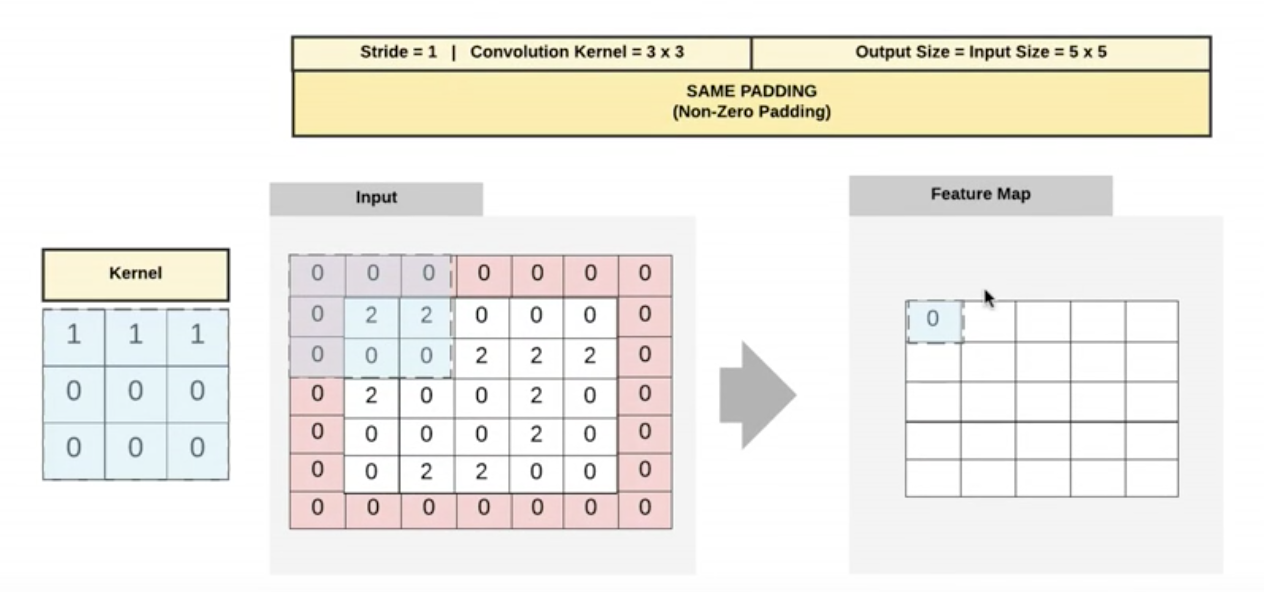 Stride = 1 | Convolution Kernel = 3 x 3
Output Size = Input Size = 5 x 5
SAME PADDING
(Non-Zero Padding)
Input
Feature Map
Kernel
1 1 1
0 0 0
0 0 0
0 0 0 0 0 0 0
0 2 2 0 0 0 0
0 0 0 2 2 2 0
0 2 0 0 2 0 0
0 0 0 0 2 0 0
0 0 2 2 0 0 0
0 0 0 0 0 0 0
0